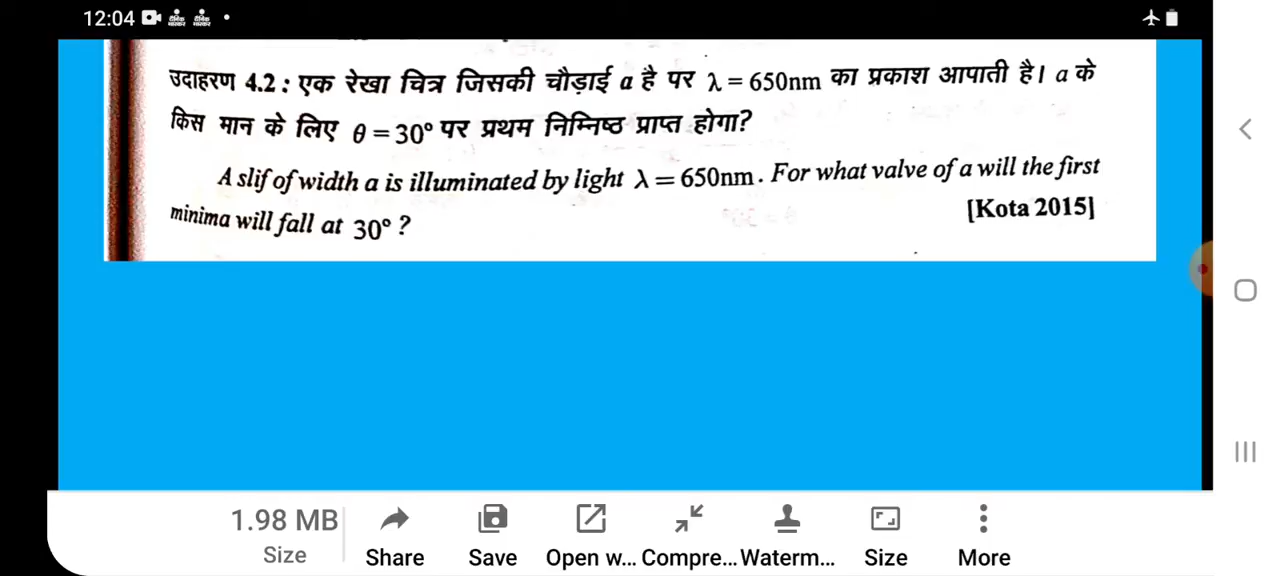 12:04
उदाहरण 4.2 : एक रेखा चित्र जिसकी चौड़ाई a है पर λ = 650nm का प्रकाश आपाती है। a के
किस मान के लिए θ = 30° पर प्रथम निम्निष्ठ प्राप्त होगा?
A slif of width a is illuminated by light λ = 650nm. For what valve of a will the first
minima will fall at 30° ?
[Kota 2015]
1.98 MB
Size
Share
Save
Open w...
Compre...
Waterm...
Size
More